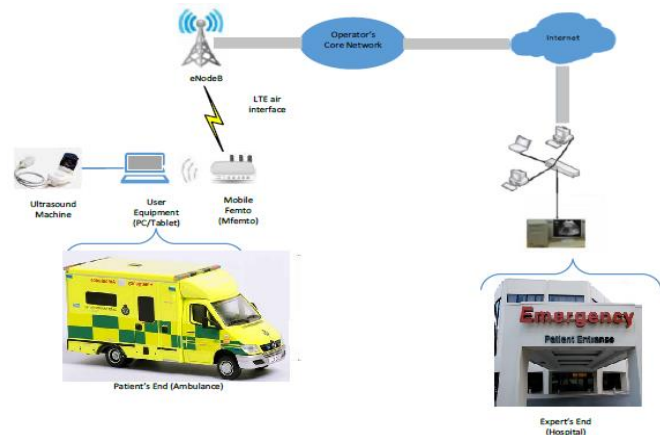 Operator's
Core Network
Internet
eNodeB
LTE air
interface
Ultrasound
Machine
User
Equipment
(PC/Tablet)
Mobile
Femto
(Mfemto)
Patient's End (Ambulance)
Emergency
Patient Entrance
Expert's End
(Hospital)